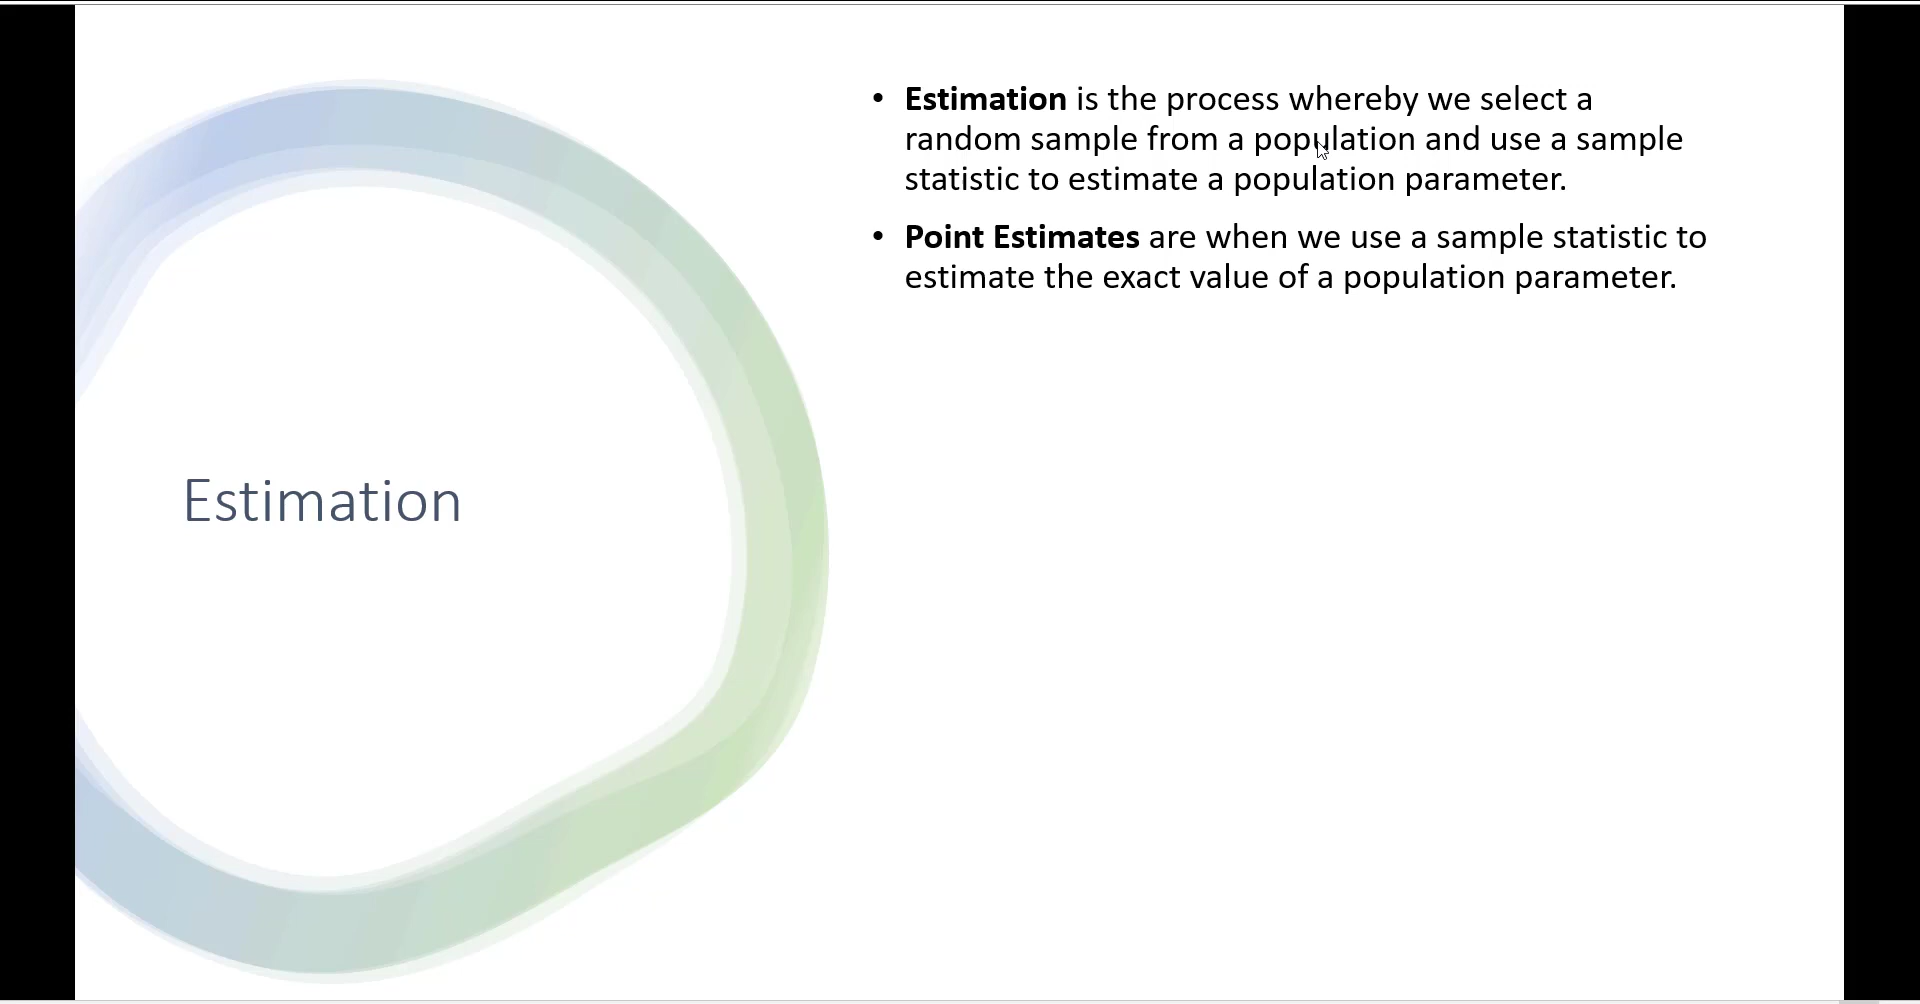 Estimation
• Estimation is the process whereby we select a
random sample from a population and use a sample
statistic to estimate a population parameter.
• Point Estimates are when we use a sample statistic to
estimate the exact value of a population parameter.